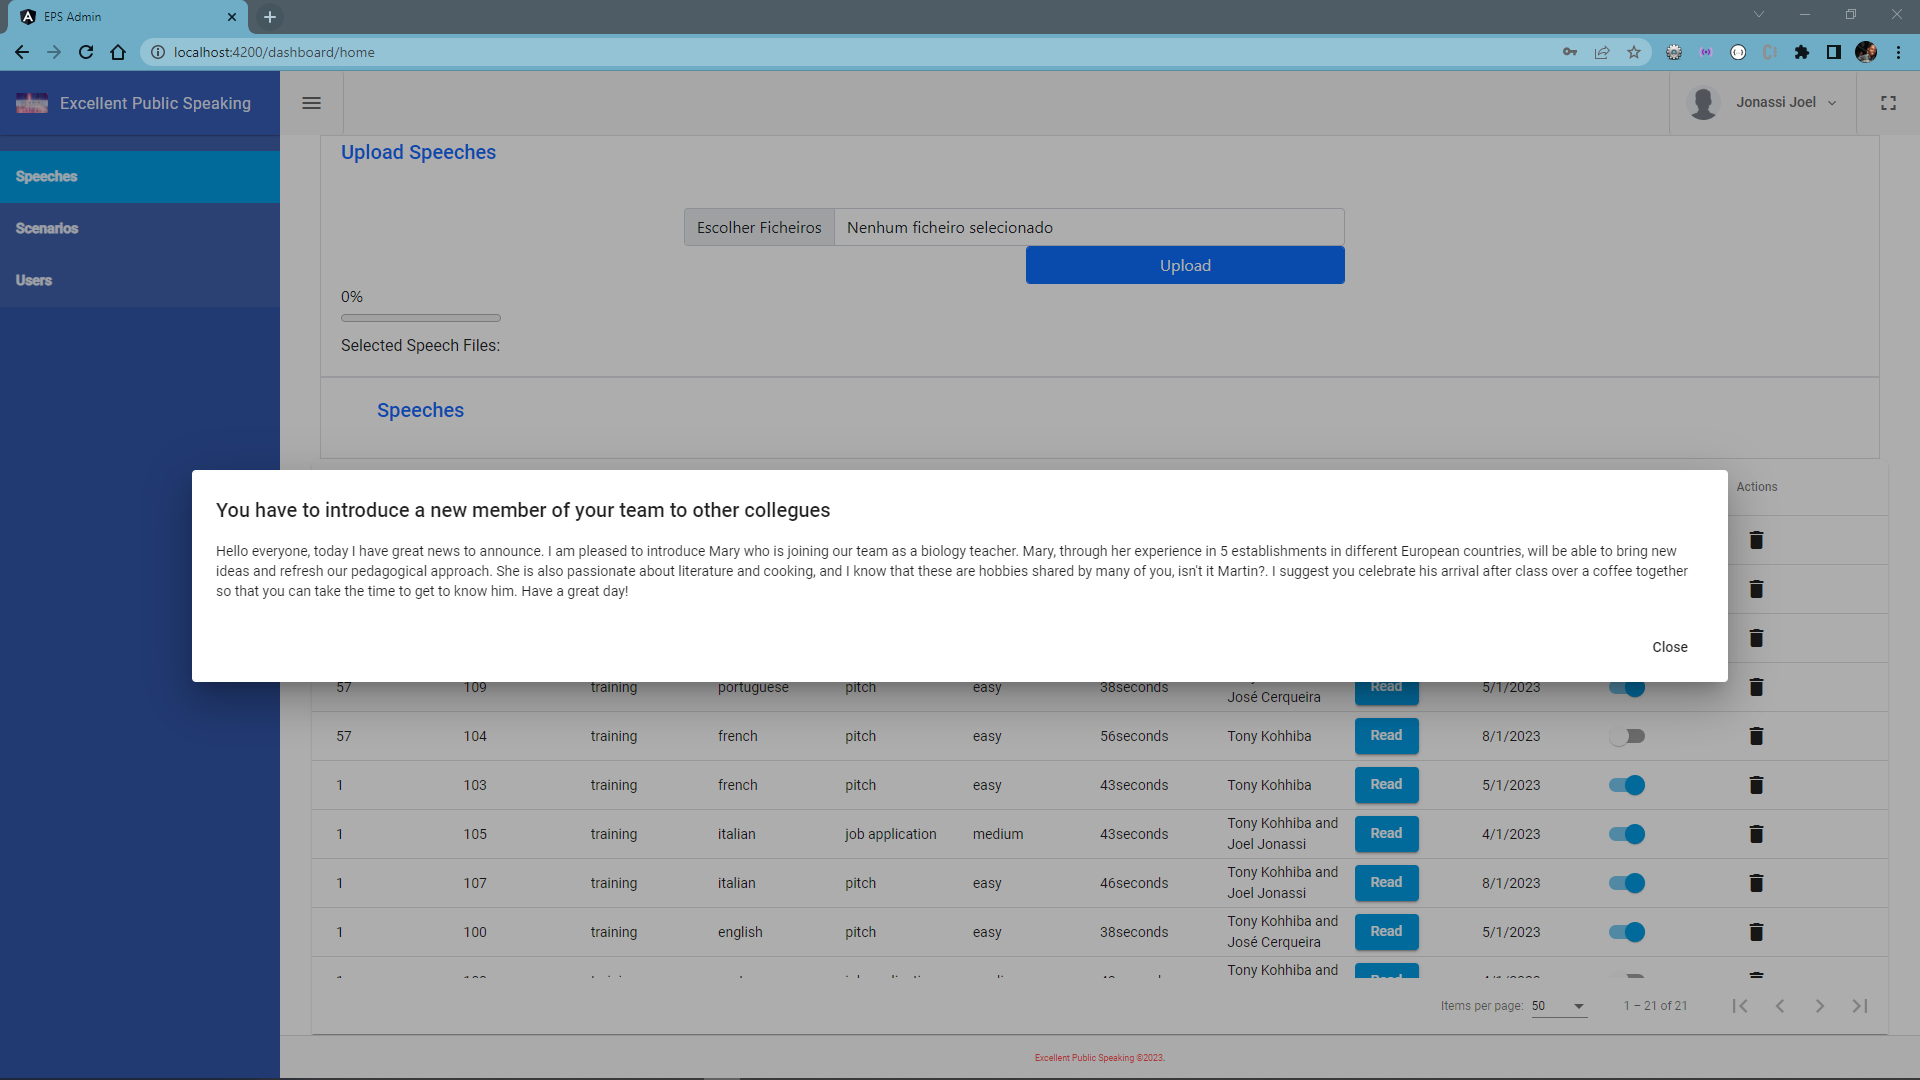 EPS Admin
localhost:4200/dashboard/home
Excellent Public Speaking
Jonassi Joel
Speeches
Scenarios
Users
Upload Speeches
Escolher Ficheiros Nenhum ficheiro selecionado
Upload
0%
Selected Speech Files:
Speeches
Actions
You have to introduce a new member of your team to other collegues
Hello everyone, today I have great news to announce. I am pleased to introduce Mary who is joining our team as a biology teacher. Mary, through her experience in 5 establishments in different European countries, will be able to bring new
ideas and refresh our pedagogical approach. She is also passionate about literature and cooking, and I know that these are hobbies shared by many of you, isn't it Martin?. I suggest you celebrate his arrival after class over a coffee together
so that you can take the time to get to know him. Have a great day!
Close
57 109 training portuguese pitch easy 38seconds José Cerqueira Read 5/1/2023
57 104 training french pitch easy 56seconds Tony Kohhiba Read 8/1/2023
1 103 training french pitch easy 43seconds Tony Kohhiba Read 5/1/2023
1 105 training italian job application medium 43seconds Tony Kohhiba and Joel Jonassi Read 4/1/2023
1 107 training italian pitch easy 46seconds Tony Kohhiba and Joel Jonassi Read 8/1/2023
1 100 training english pitch easy 38seconds Tony Kohhiba and José Cerqueira Read 5/1/2023
Tony Kohhiba and Read
Items per page: 50 1 – 21 of 21
Excellent Public Speaking ©2023.